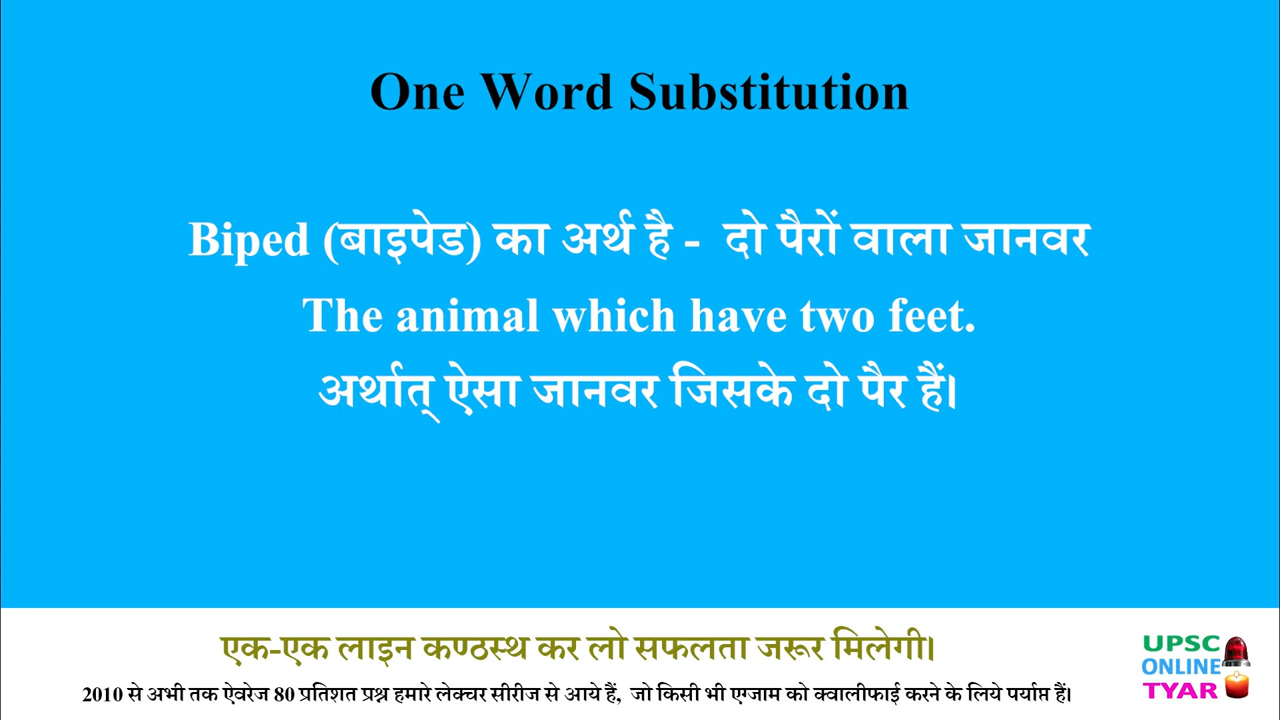 One Word Substitution
Biped (बाइपेड) का अर्थ है - दो पैरों वाला जानवर
The animal which have two feet.
अर्थात् ऐसा जानवर जिसके दो पैर हैं।
एक-एक लाइन कण्ठस्थ कर लो सफलता जरूर मिलेगी।
2010 से अभी तक ऐवरेज 80 प्रतिशत प्रश्न हमारे लेक्चर सीरीज से आये हैं, जो किसी भी एग्जाम को क्वालीफाई करने के लिये पर्याप्त हैं।
UPSC
ONLINE
TYAR